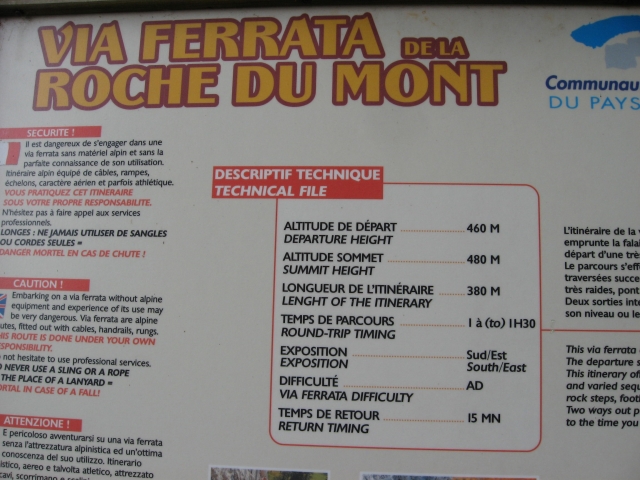 VIA FERRATA DE LA
ROCHE DU MONT
DU PAYS
SECURITE !
Il est dangereux de s'engager dans une
via ferrata sans matériel alpin et sans la
parfaite connaissance de son utilisation.
Itinéraire alpin équipé de câbles, rampes,
échelons, caractère aérien et parfois athlétique.
VOUS PRATIQUEZ CET ITINERAIRE
SOUS VOTRE PROPRE RESPONSABILITE.
N'hésitez pas à faire appel aux services
professionnels.
LONGES : NE JAMAIS UTILISER DE SANGLES
OU CORDES SEULES =
DANGER MORTEL EN CAS DE CHUTE !
CAUTION !
Embarking on a via ferrata without alpine
equipment and experience of its use may
be very dangerous. Via ferrata are alpine
fitted out with cables, handrails, rungs.
THIS ROUTE IS DONE UNDER YOUR OWN
not hesitate to use professional services.
NEVER USE A SLING OR A ROPE
THE PLACE OF A LANYARD =
IN CASE OF A FALL!
ATTENZIONE !
E pericoloso avventurarsi su una via ferrata
senza l'attrezzatura alpinistica ed un'ottima
conoscenza del suo utilizzo. Itinerario
aereo e talvolta atletico, attrezzato
DESCRIPTIF TECHNIQUE
TECHNICAL FILE
ALTITUDE DE DÉPART 460 M
DEPARTURE HEIGHT
ALTITUDE SOMMET 480 M
SUMMIT HEIGHT
LONGUEUR DE L'ITINÉRAIRE 380 M
LENGHT OF THE ITINERARY
TEMPS DE PARCOURS 1 à (to) 1H30
ROUND-TRIP TIMING
EXPOSITION Sud/Est
EXPOSITION South/East
DIFFICULTÉ AD
VIA FERRATA DIFFICULTY
TEMPS DE RETOUR 15 MN
RETURN TIMING
L'itinéraire de la
emprunte la
départ d'une
Le parcours
traversées
très raides, pont
Deux sorties
son niveau ou le
This via ferrata
The departure
This itinerary
and varied
rock steps,
Two ways out
to the time you